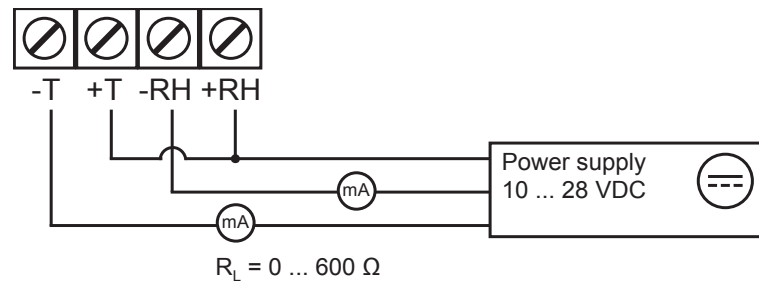 -T +T -RH +RH
Power supply
10 ... 28 VDC
mA
mA
R_L = 0 ... 600 Ω